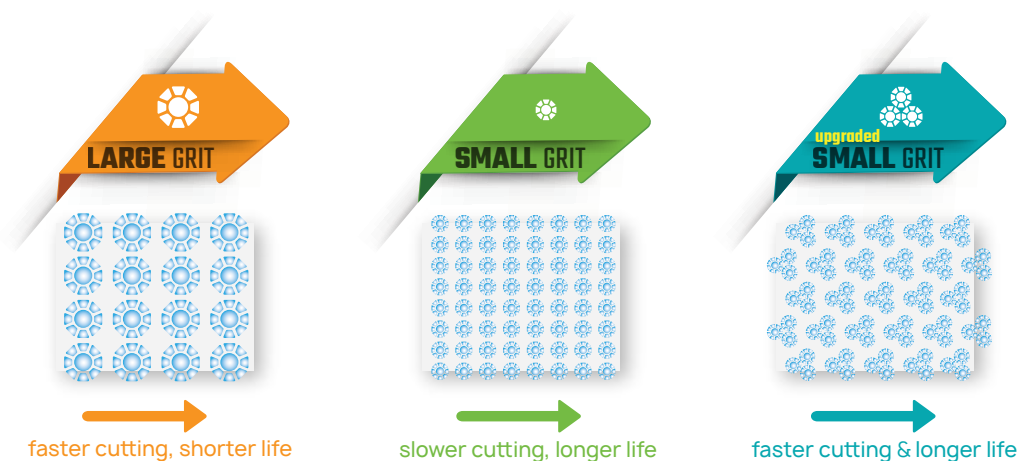 LARGE GRIT
SMALL GRIT
upgraded
SMALL GRIT
faster cutting, shorter life
slower cutting, longer life
faster cutting & longer life